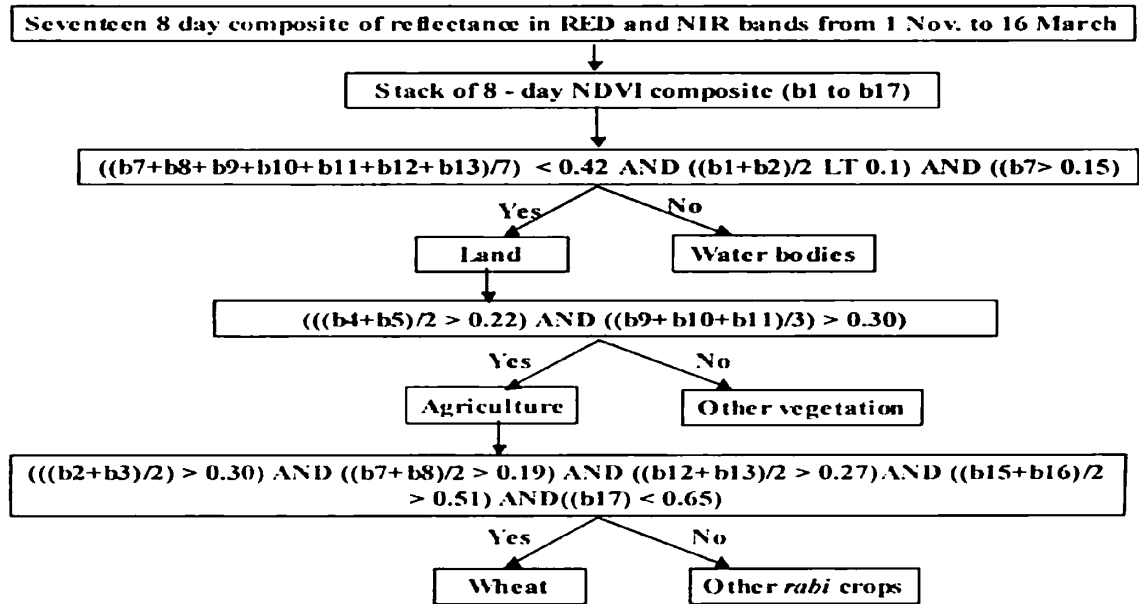 Seventeen 8 day composite of reflectance in RED and NIR bands from 1 Nov. to 16 March
Stack of 8 - day NDVI composite (b1 to b17)
((b7+b8+b9+b10+b11+b12+b13)/7) < 0.42 AND ((b1+b2)/2 LT 0.1) AND ((b7> 0.15)
Yes No
Land Water bodies
(((b4+b5)/2 > 0.22) AND ((b9+b10+b11)/3) > 0.30)
Yes No
Agriculture Other vegetation
(((b2+b3)/2) > 0.30) AND ((b7+b8)/2 > 0.19) AND ((b12+b13)/2 > 0.27)AND ((b15+b16)/2
> 0.51) AND((b17) < 0.65)
Yes No
Wheat Other rabi crops